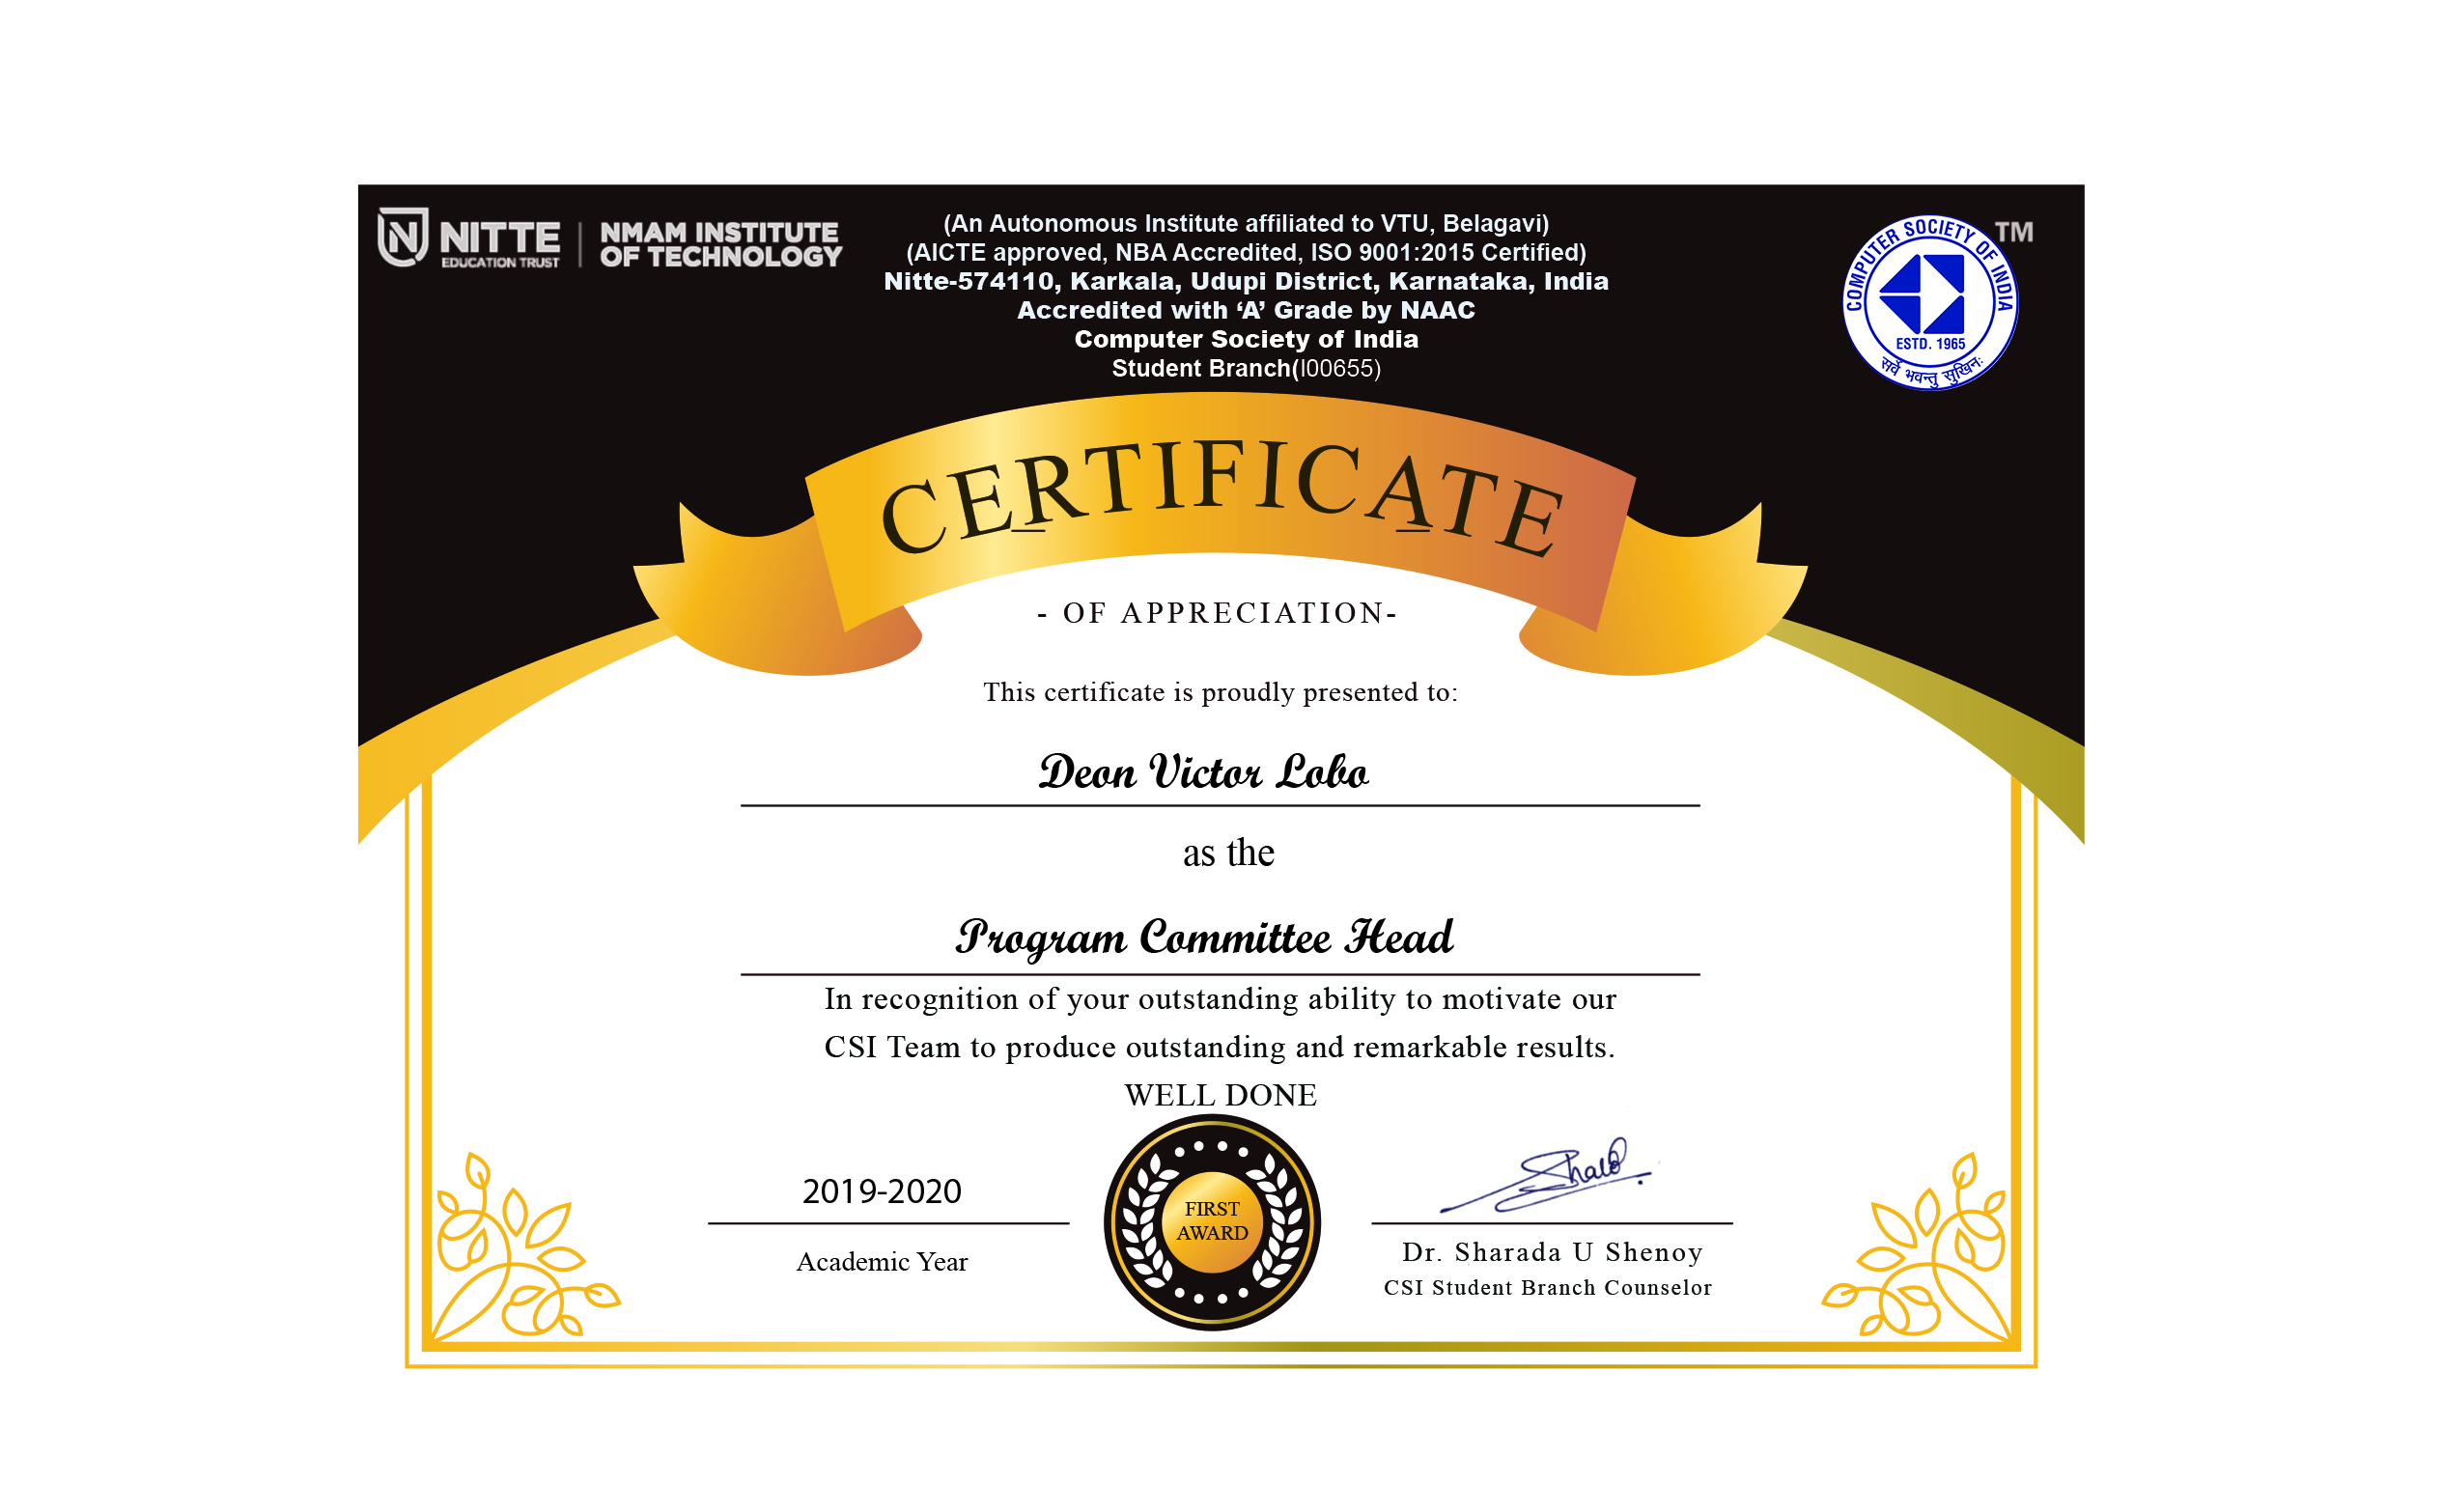 NITTE
EDUCATION TRUST
NMAM INSTITUTE
OF TECHNOLOGY
(An Autonomous Institute affiliated to VTU, Belagavi)
(AICTE approved, NBA Accredited, ISO 9001:2015 Certified)
Nitte-574110, Karkala, Udupi District, Karnataka, India
Accredited with ‘A’ Grade by NAAC
Computer Society of India
Student Branch(I00655)
COMPUTER SOCIETY OF INDIA
TM
ESTD. 1965
सर्वे भवन्तु सुखिनः
CERTIFICATE
- OF APPRECIATION-
This certificate is proudly presented to:
Deon Victor Lobo
as the
Program Committee Head
In recognition of your outstanding ability to motivate our
CSI Team to produce outstanding and remarkable results.
WELL DONE
2019-2020
Academic Year
FIRST
AWARD
Dr. Sharada U Shenoy
CSI Student Branch Counselor